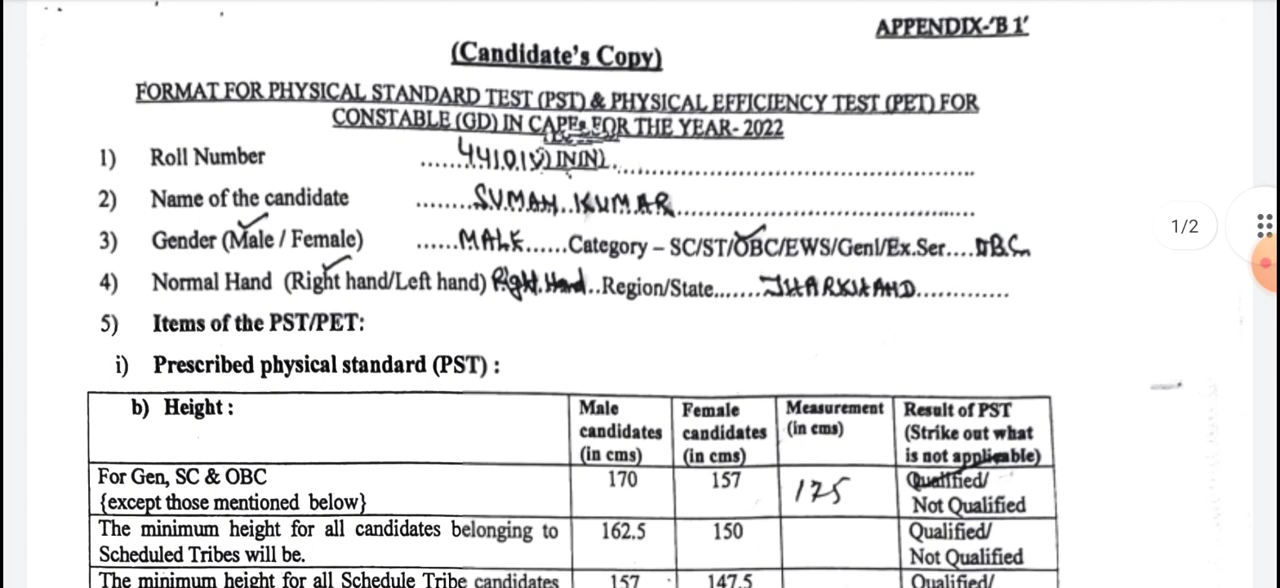 APPENDIX-'B 1'
(Candidate's Copy)
FORMAT FOR PHYSICAL STANDARD TEST (PST) & PHYSICAL EFFICIENCY TEST (PET) FOR
CONSTABLE (GD) IN CAPFs FOR THE YEAR- 2022
1) Roll Number
2) Name of the candidate ........SUMAN..KUMAR..............................
3) Gender (Male / Female) ......MALE......Category – SC/ST/OBC/EWS/Genl/Ex.Ser....OBC
4) Normal Hand (Right hand/Left hand) Right.Hand..Region/State.......JHARKHAND.............
5) Items of the PST/PET:
i) Prescribed physical standard (PST) :
b) Height : Male candidates (in cms) Female candidates (in cms) Measurement (in cms) Result of PST (Strike out what is not applicable)
For Gen, SC & OBC {except those mentioned below} 170 157 175 Qualified/ Not Qualified
The minimum height for all candidates belonging to Scheduled Tribes will be. 162.5 150 Qualified/ Not Qualified
The minimum height for all Schedule Tribe candidates 157 147.5 Qualified/
1/2